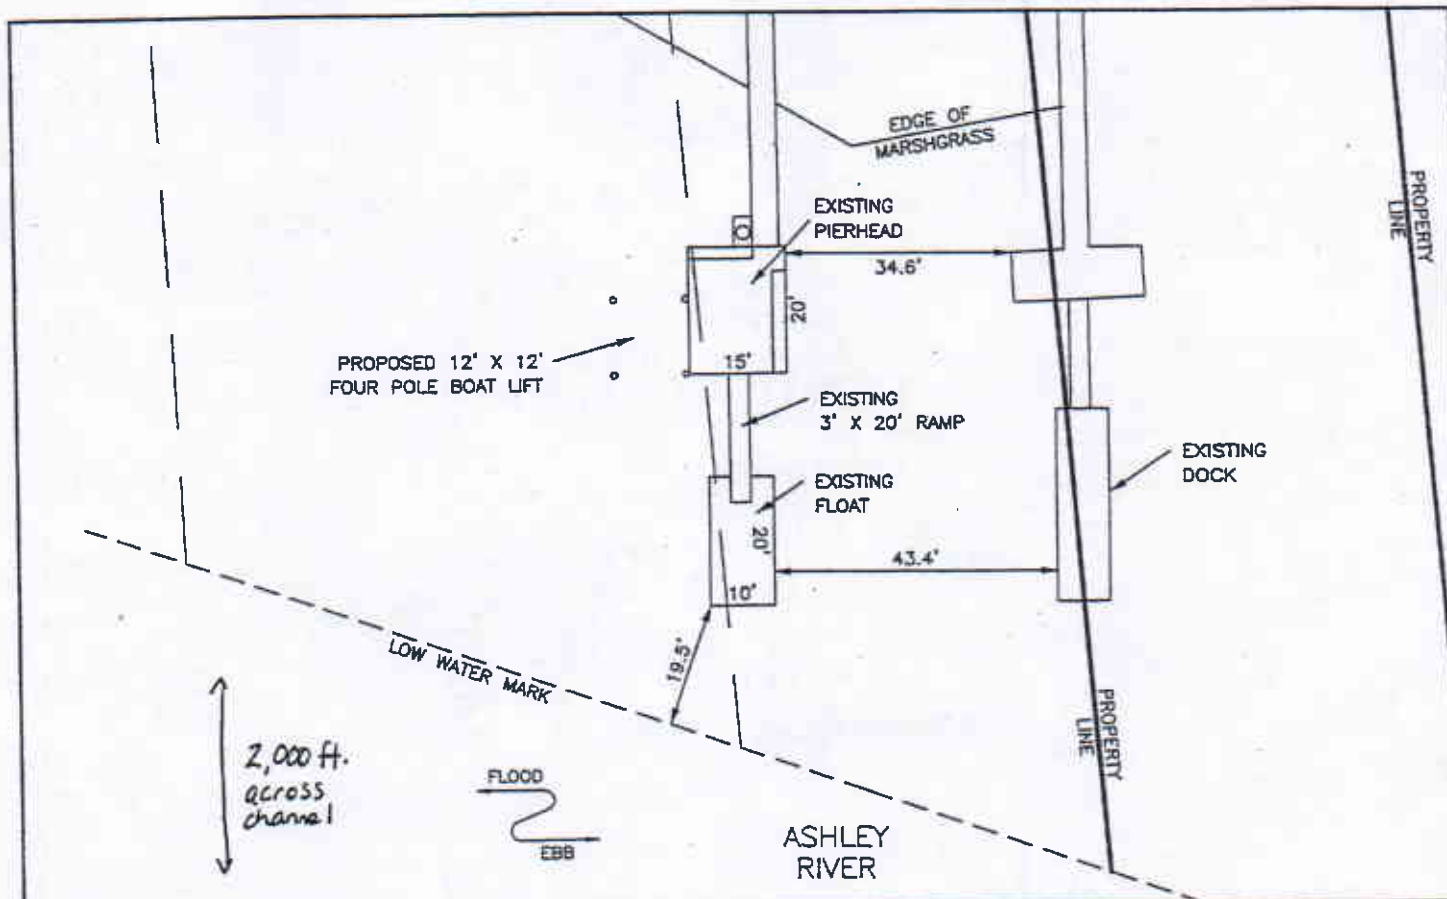 EDGE OF
MARSHGRASS
PROPERTY
LINE
EXISTING
PIERHEAD
34.6'
20'
PROPOSED 12' X 12'
FOUR POLE BOAT LIFT
15'
EXISTING
3' X 20' RAMP
EXISTING
DOCK
EXISTING
FLOAT
20'
43.4'
10'
19.5'
LOW WATER MARK
PROPERTY
LINE
2,000 ft.
across
channel
FLOOD
EBB
ASHLEY
RIVER